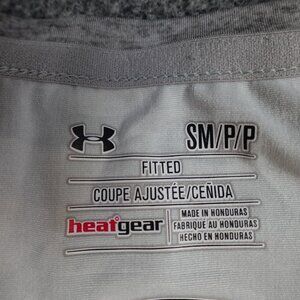 SM/P/P
FITTED
COUPE AJUSTÉE/CEÑIDA
heatgear
MADE IN HONDURAS
FABRIQUÉ AU HONDURAS
HECHO EN HONDURAS